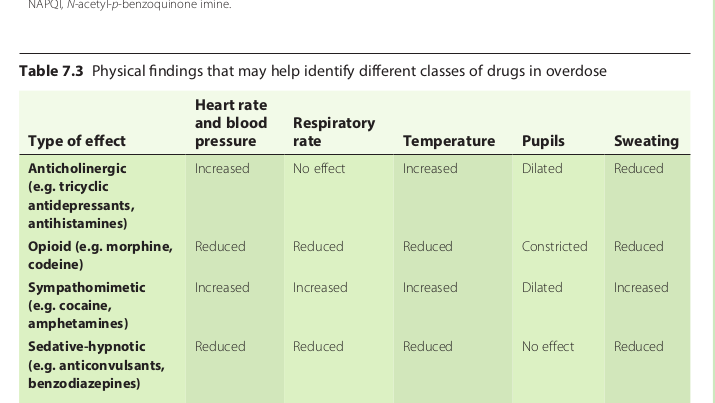 NAPQI, N-acetyl-p-benzoquinone imine.
Table 7.3 Physical findings that may help identify different classes of drugs in overdose
Type of effect Heart rate and blood pressure Respiratory rate Temperature Pupils Sweating
Anticholinergic (e.g. tricyclic antidepressants, antihistamines) Increased No effect Increased Dilated Reduced
Opioid (e.g. morphine, codeine) Reduced Reduced Reduced Constricted Reduced
Sympathomimetic (e.g. cocaine, amphetamines) Increased Increased Increased Dilated Increased
Sedative-hypnotic (e.g. anticonvulsants, benzodiazepines) Reduced Reduced Reduced No effect Reduced